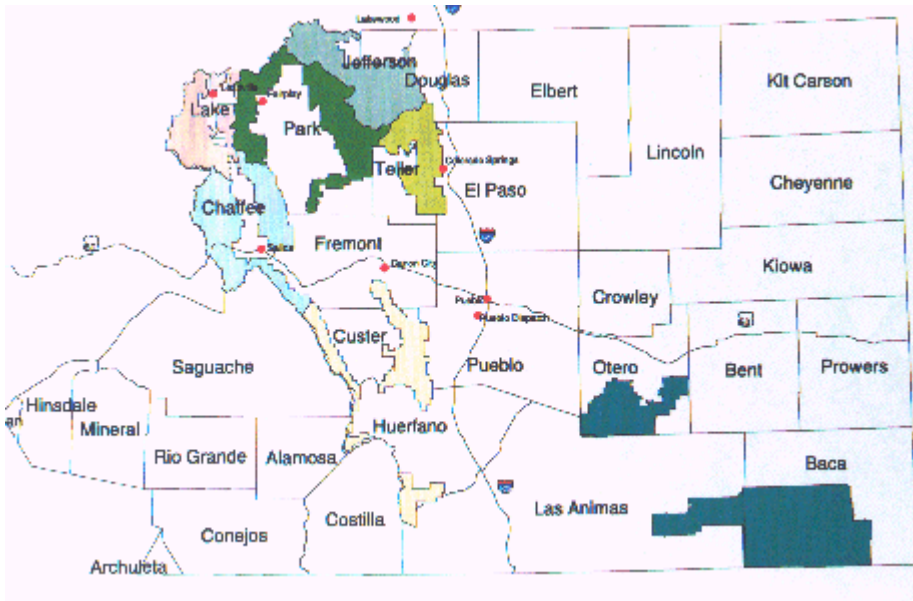 Lakewood
Jefferson
Douglas
Elbert
Kit Carson
Leadville
Lake
Fairplay
Park
Lincoln
Teller
Colorado Springs
El Paso
Cheyenne
Chaffee
Salida
Fremont
Canon City
Kiowa
Crowley
Pueblo
Pueblo Dispatch
Custer
Saguache
Pueblo
Otero
Bent
Prowers
Hinsdale
Mineral
Huerfano
Rio Grande
Alamosa
Baca
Las Animas
Costilla
Conejos
Archuleta